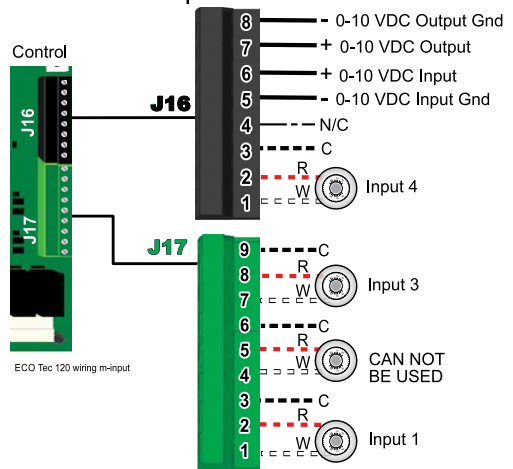 Control
J16
J17
ECO Tec 120 wiring m-input
J16
8 - 0-10 VDC Output Gnd
7 + 0-10 VDC Output
6 + 0-10 VDC Input
5 - 0-10 VDC Input Gnd
4 N/C
3 C
2 R
1 W
Input 4
J17
9 C
8 R
7 W
Input 3
6 C
5 R
4 W
CAN NOT
BE USED
3 C
2 R
1 W
Input 1